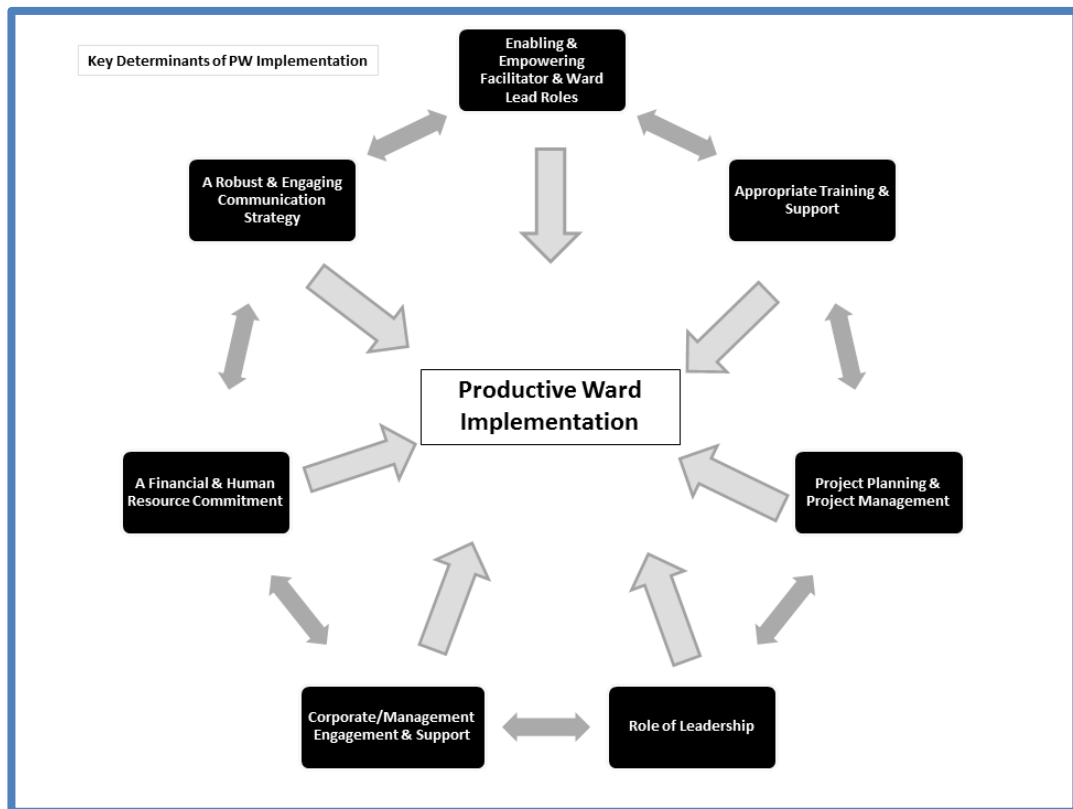 Key Determinants of PW Implementation
Enabling &
Empowering
Facilitator & Ward
Lead Roles
A Robust & Engaging
Communication
Strategy
Appropriate Training &
Support
Productive Ward
Implementation
A Financial & Human
Resource Commitment
Project Planning &
Project Management
Corporate/Management
Engagement & Support
Role of Leadership